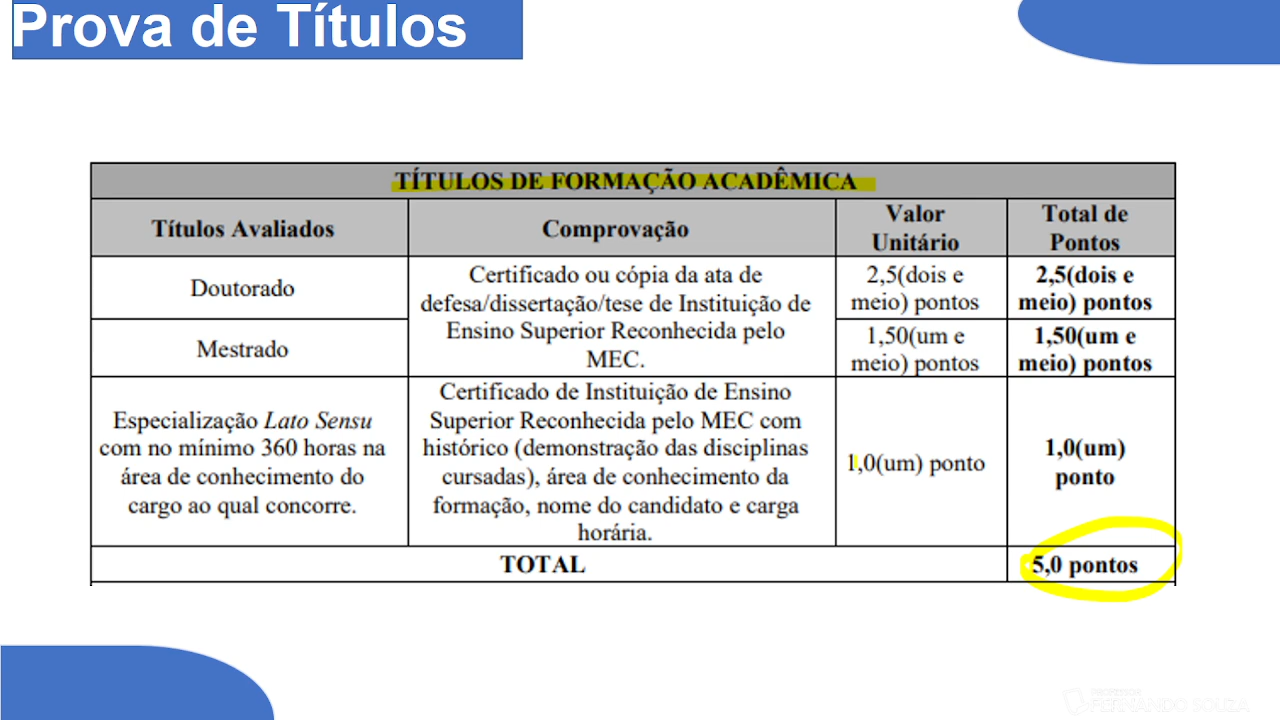 Prova de Títulos
TÍTULOS DE FORMAÇÃO ACADÊMICA
Títulos Avaliados
Comprovação
Valor
Unitário
Total de
Pontos
Doutorado
Certificado ou cópia da ata de
defesa/dissertação/tese de Instituição de
Ensino Superior Reconhecida pelo
MEC.
2,5(dois e
meio) pontos
2,5(dois e
meio) pontos
Mestrado
1,50(um e
meio) pontos
1,50(um e
meio) pontos
Especialização Lato Sensu
com no mínimo 360 horas na
área de conhecimento do
cargo ao qual concorre.
Certificado de Instituição de Ensino
Superior Reconhecida pelo MEC com
histórico (demonstração das disciplinas
cursadas), área de conhecimento da
formação, nome do candidato e carga
horária.
1,0(um) ponto
1,0(um)
ponto
TOTAL
5,0 pontos
PROFESSOR
FERNANDO SOUZA